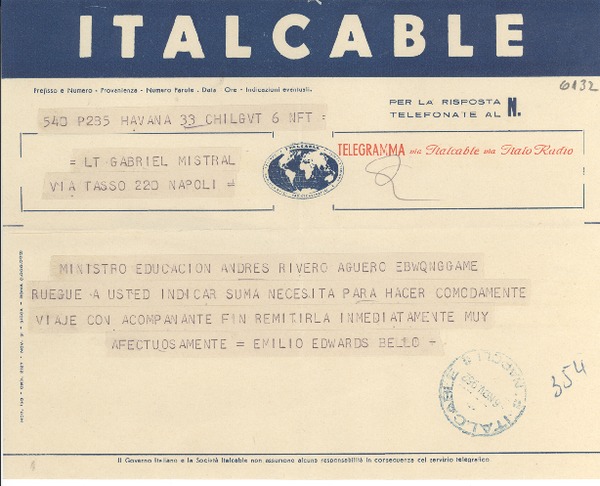 ITALCABLE
Prefisso e Numero - Provenienza - Numero Parole - Data Ore - Indicazioni eventuali.
6132
PER LA RISPOSTA
TELEFONATE AL N.
54D P235 HAVANA 33 CHILGVT 6 NFT =
= LT GABRIEL MISTRAL
VIA TASSO 220 NAPOLI =
ITALCABLE
TELEGRAMMA via Italcable via Italo Radio
MINISTRO EDUCACION ANDRES RIVERO AGUERO EBWQNGGAME
RUEGUE A USTED INDICAR SUMA NECESITA PARA HACER COMODAMENTE
VIAJE CON ACOMPANANTE FIN REMITIRLA INMEDIATAMENTE MUY
AFECTUOSAMENTE = EMILIO EDWARDS BELLO =
ITALCABLE
354
Il Governo Italiano e la Società Italcable non assumono alcuna responsabilità in conseguenza del servizio telegrafico